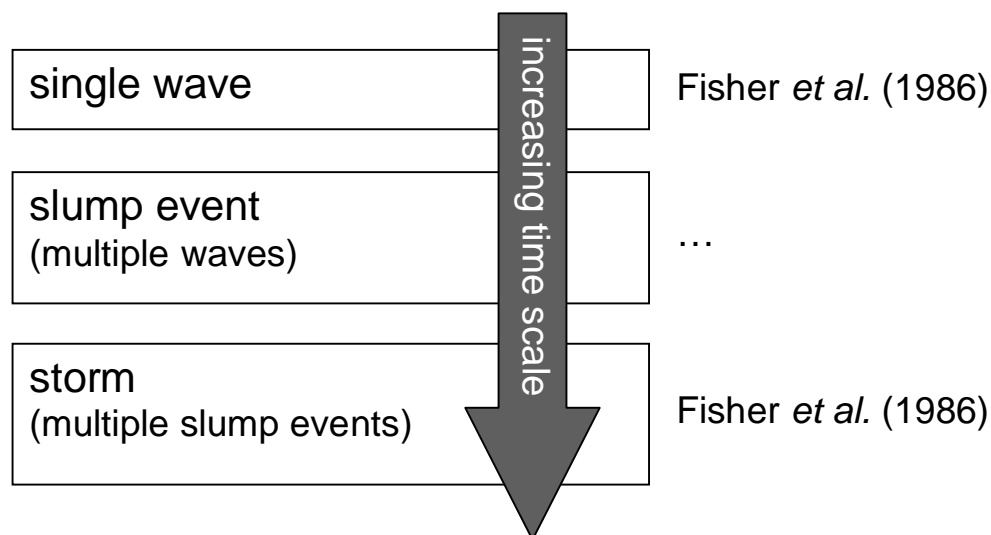 single wave
Fisher et al. (1986)
slump event
(multiple waves)
…
storm
(multiple slump events)
Fisher et al. (1986)
increasing time scale